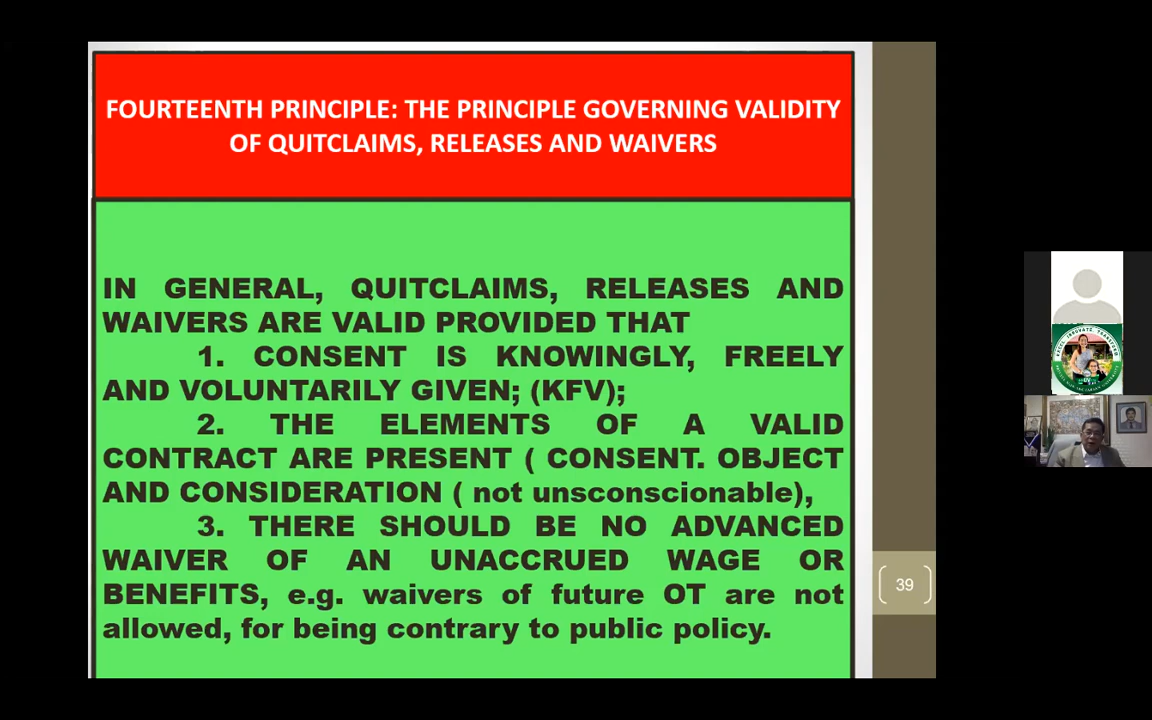 FOURTEENTH PRINCIPLE: THE PRINCIPLE GOVERNING VALIDITY
OF QUITCLAIMS, RELEASES AND WAIVERS
IN GENERAL, QUITCLAIMS, RELEASES AND
WAIVERS ARE VALID PROVIDED THAT
1. CONSENT IS KNOWINGLY, FREELY
AND VOLUNTARILY GIVEN; (KFV);
2. THE ELEMENTS OF A VALID
CONTRACT ARE PRESENT ( CONSENT. OBJECT
AND CONSIDERATION ( not unsconscionable),
3. THERE SHOULD BE NO ADVANCED
WAIVER OF AN UNACCRUED WAGE OR
BENEFITS, e.g. waivers of future OT are not
allowed, for being contrary to public policy.
39